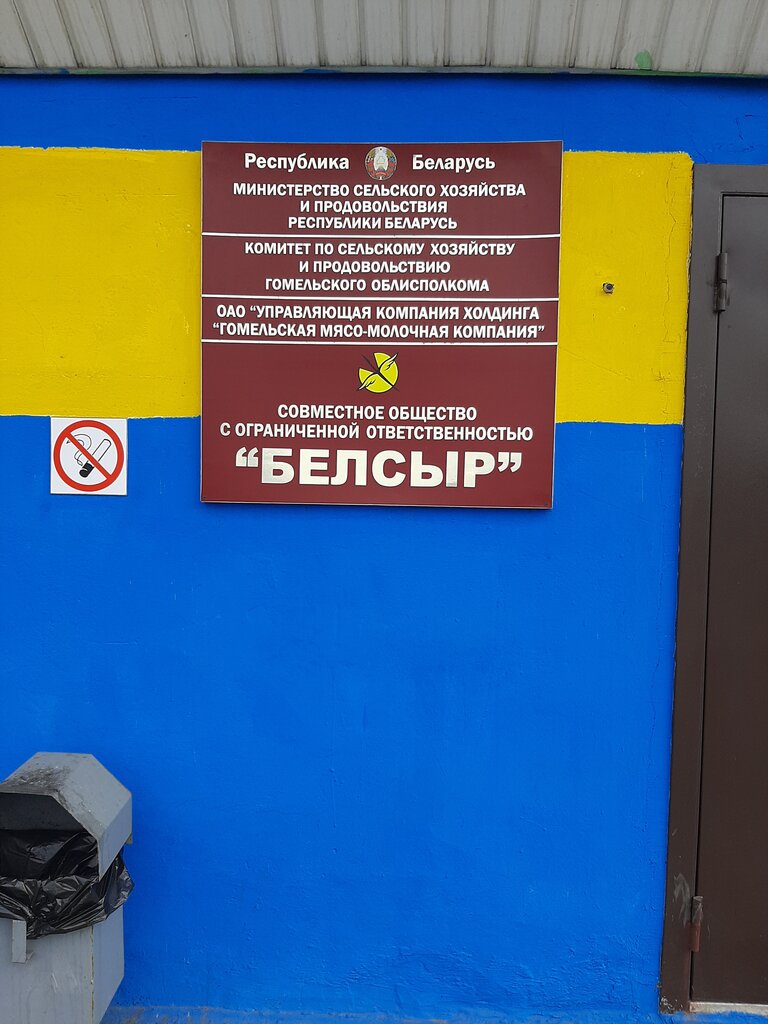 Республика Беларусь
МИНИСТЕРСТВО СЕЛЬСКОГО ХОЗЯЙСТВА
И ПРОДОВОЛЬСТВИЯ
РЕСПУБЛИКИ БЕЛАРУСЬ
КОМИТЕТ ПО СЕЛЬСКОМУ ХОЗЯЙСТВУ
И ПРОДОВОЛЬСТВИЮ
ГОМЕЛЬСКОГО ОБЛИСПОЛКОМА
ОАО “УПРАВЛЯЮЩАЯ КОМПАНИЯ ХОЛДИНГА
“ГОМЕЛЬСКАЯ МЯСО-МОЛОЧНАЯ КОМПАНИЯ”
СОВМЕСТНОЕ ОБЩЕСТВО
С ОГРАНИЧЕННОЙ ОТВЕТСТВЕННОСТЬЮ
“БЕЛСЫР”